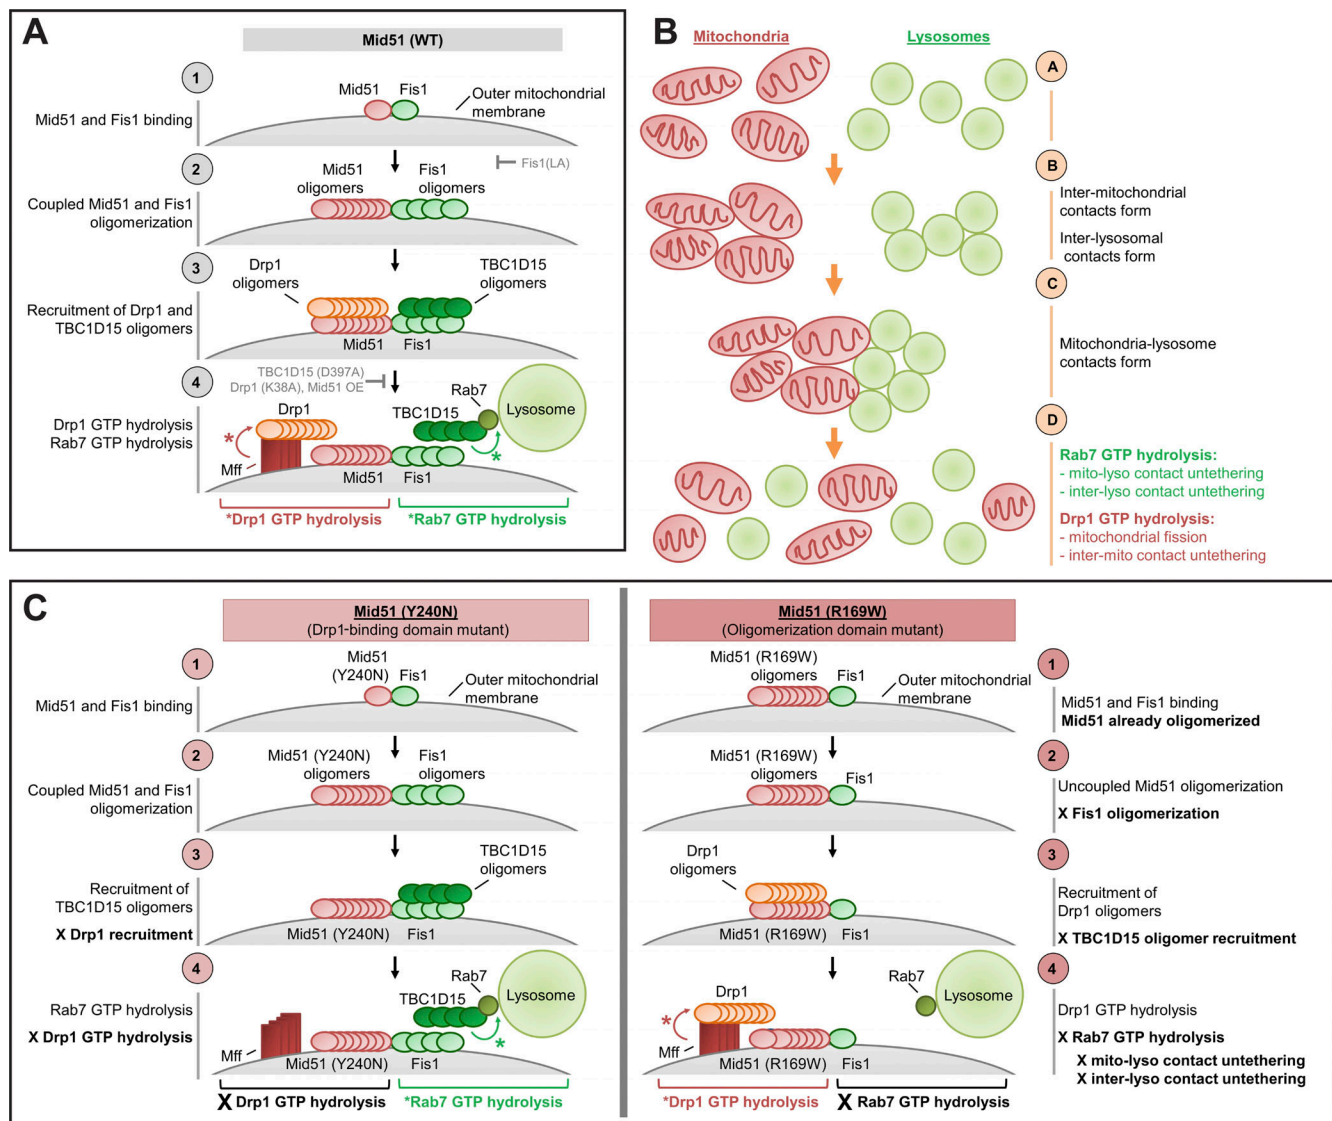 A
Mid51 (WT)
1
Mid51 and Fis1 binding
Mid51
Fis1
Outer mitochondrial
membrane
Fis1(LA)
2
Coupled Mid51 and Fis1
oligomerization
Mid51
oligomers
Fis1
oligomers
3
Recruitment of Drp1 and
TBC1D15 oligomers
Drp1
oligomers
TBC1D15
oligomers
Mid51
Fis1
TBC1D15 (D397A)
Drp1 (K38A), Mid51 OE
4
Drp1 GTP hydrolysis
Rab7 GTP hydrolysis
Drp1
*
Mff
TBC1D15
Rab7
Lysosome
*
Mid51
Fis1
*Drp1 GTP hydrolysis
*Rab7 GTP hydrolysis
B
Mitochondria
Lysosomes
A
B
Inter-mitochondrial
contacts form
Inter-lysosomal
contacts form
C
Mitochondria-lysosome
contacts form
D
Rab7 GTP hydrolysis:
- mito-lyso contact untethering
- inter-lyso contact untethering
Drp1 GTP hydrolysis:
- mitochondrial fission
- inter-mito contact untethering
C
Mid51 (Y240N)
(Drp1-binding domain mutant)
1
Mid51 and Fis1 binding
Mid51
(Y240N)
Fis1
Outer mitochondrial
membrane
2
Coupled Mid51 and Fis1
oligomerization
Mid51 (Y240N)
oligomers
Fis1
oligomers
3
Recruitment of
TBC1D15 oligomers
X Drp1 recruitment
TBC1D15
oligomers
Mid51 (Y240N)
Fis1
4
Rab7 GTP hydrolysis
X Drp1 GTP hydrolysis
Mff
TBC1D15
Rab7
Lysosome
*
Mid51 (Y240N)
Fis1
X Drp1 GTP hydrolysis
*Rab7 GTP hydrolysis
Mid51 (R169W)
(Oligomerization domain mutant)
Mid51 (R169W)
oligomers
Fis1
Outer mitochondrial
membrane
1
Mid51 and Fis1 binding
Mid51 already oligomerized
Mid51 (R169W)
oligomers
Fis1
2
Uncoupled Mid51 oligomerization
X Fis1 oligomerization
Drp1
oligomers
Mid51 (R169W)
Fis1
3
Recruitment of
Drp1 oligomers
X TBC1D15 oligomer recruitment
Drp1
*
Mff
Rab7
Lysosome
Mid51 (R169W)
Fis1
*Drp1 GTP hydrolysis
X Rab7 GTP hydrolysis
4
Drp1 GTP hydrolysis
X Rab7 GTP hydrolysis
X mito-lyso contact untethering
X inter-lyso contact untethering